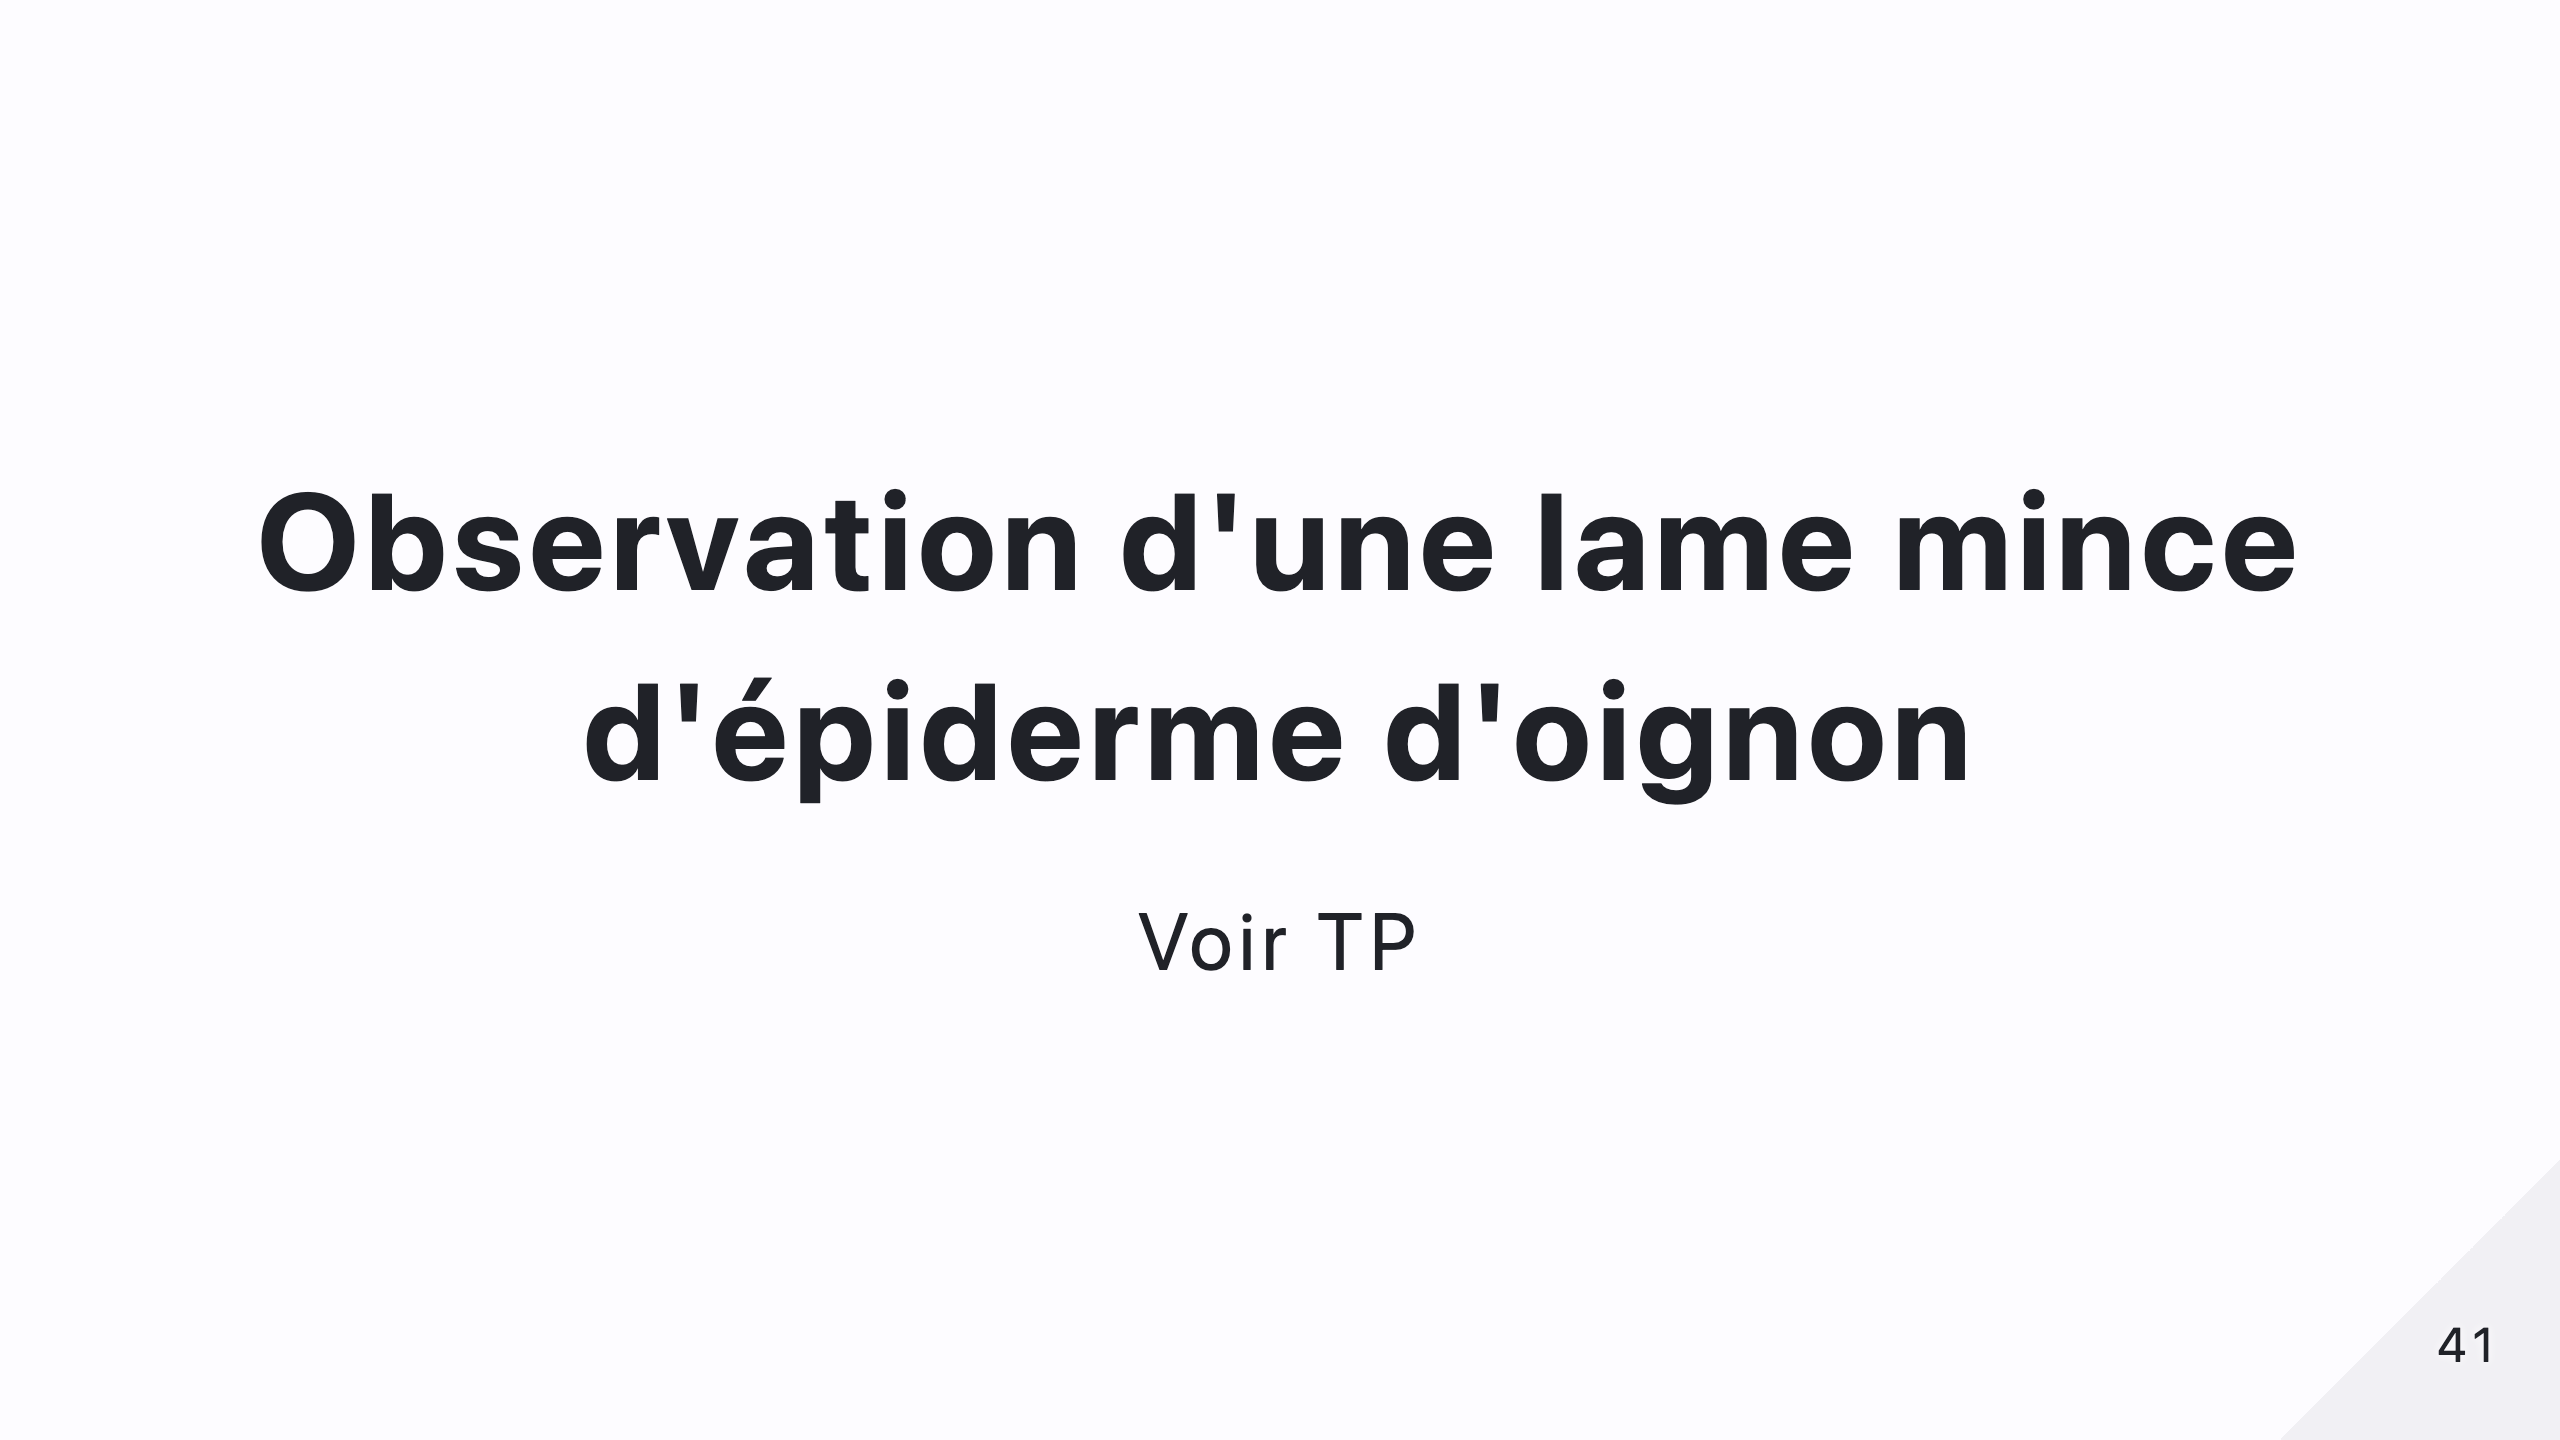 Observation d'une lame mince
d'épiderme d'oignon
Voir TP
41